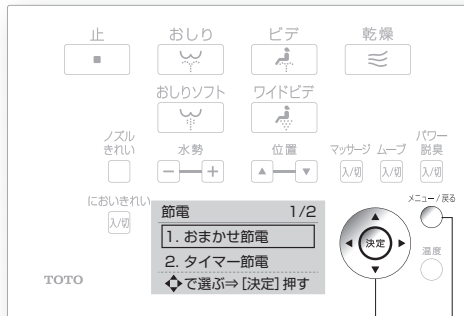 止 おしり ビデ 乾燥
おしりソフト ワイドビデ
ノズル
きれい
水勢 位置 マッサージ ムーブ パワー
脱臭
入/切 入/切 入/切
においきれい
入/切
メニュー/戻る
節電 1/2
1. おまかせ節電
2. タイマー節電
で選ぶ⇒[決定]押す
決定
温度
TOTO